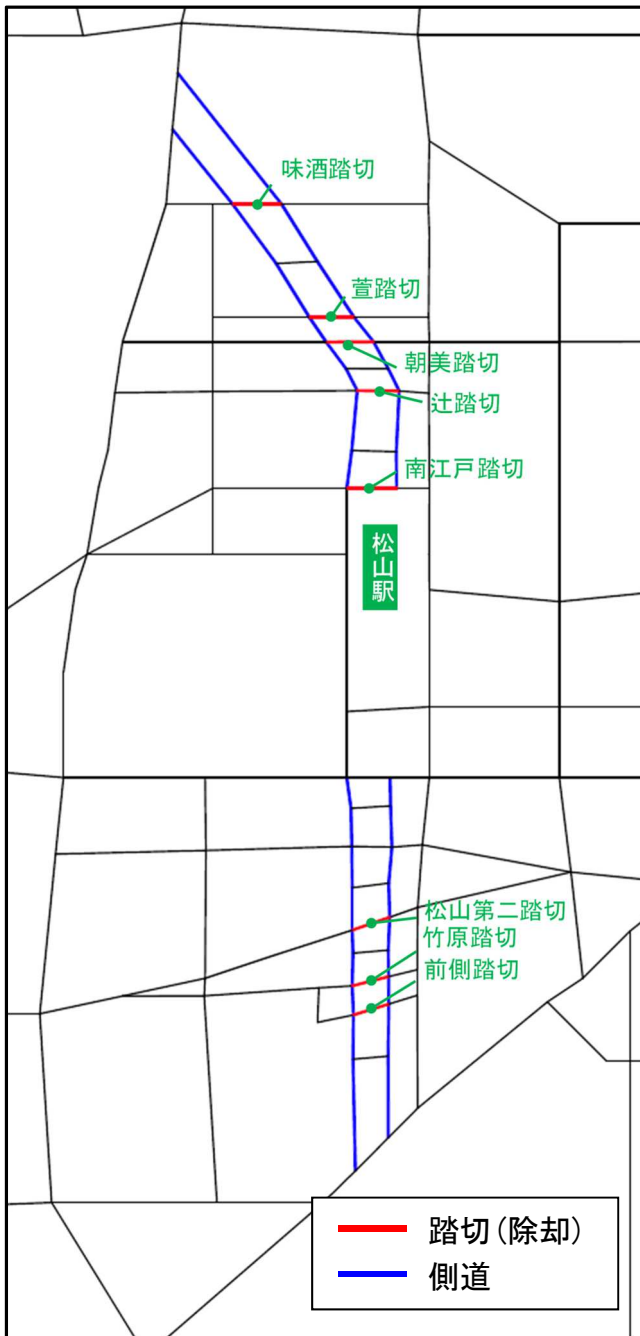 味酒踏切
萱踏切
朝美踏切
辻踏切
南江戸踏切
松山駅
松山第二踏切
竹原踏切
前側踏切
踏切(除却)
側道